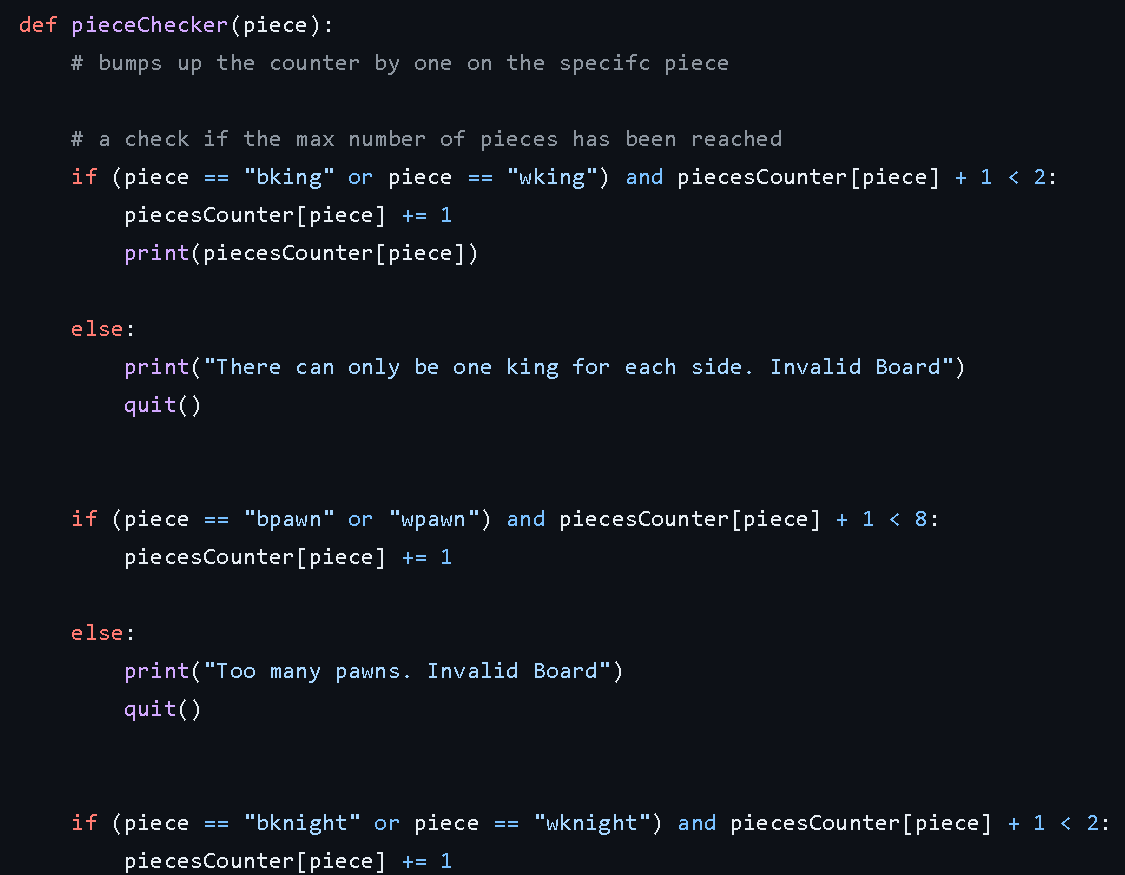 def pieceChecker(piece):
    # bumps up the counter by one on the specifc piece

    # a check if the max number of pieces has been reached
    if (piece == "bking" or piece == "wking") and piecesCounter[piece] + 1 < 2:
        piecesCounter[piece] += 1
        print(piecesCounter[piece])

    else:
        print("There can only be one king for each side. Invalid Board")
        quit()


    if (piece == "bpawn" or "wpawn") and piecesCounter[piece] + 1 < 8:
        piecesCounter[piece] += 1

    else:
        print("Too many pawns. Invalid Board")
        quit()


    if (piece == "bknight" or piece == "wknight") and piecesCounter[piece] + 1 < 2:
        piecesCounter[piece] += 1